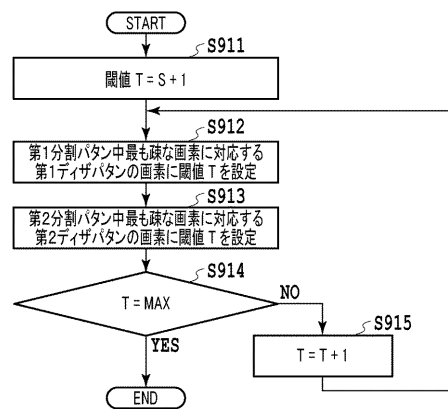 START
S911
閾値 T = S + 1
S912
第1分割パタン中最も疎な画素に対応する
第1ディザパタンの画素に閾値 T を設定
S913
第2分割パタン中最も疎な画素に対応する
第2ディザパタンの画素に閾値 T を設定
S914
T = MAX
NO
YES
S915
T = T + 1
END